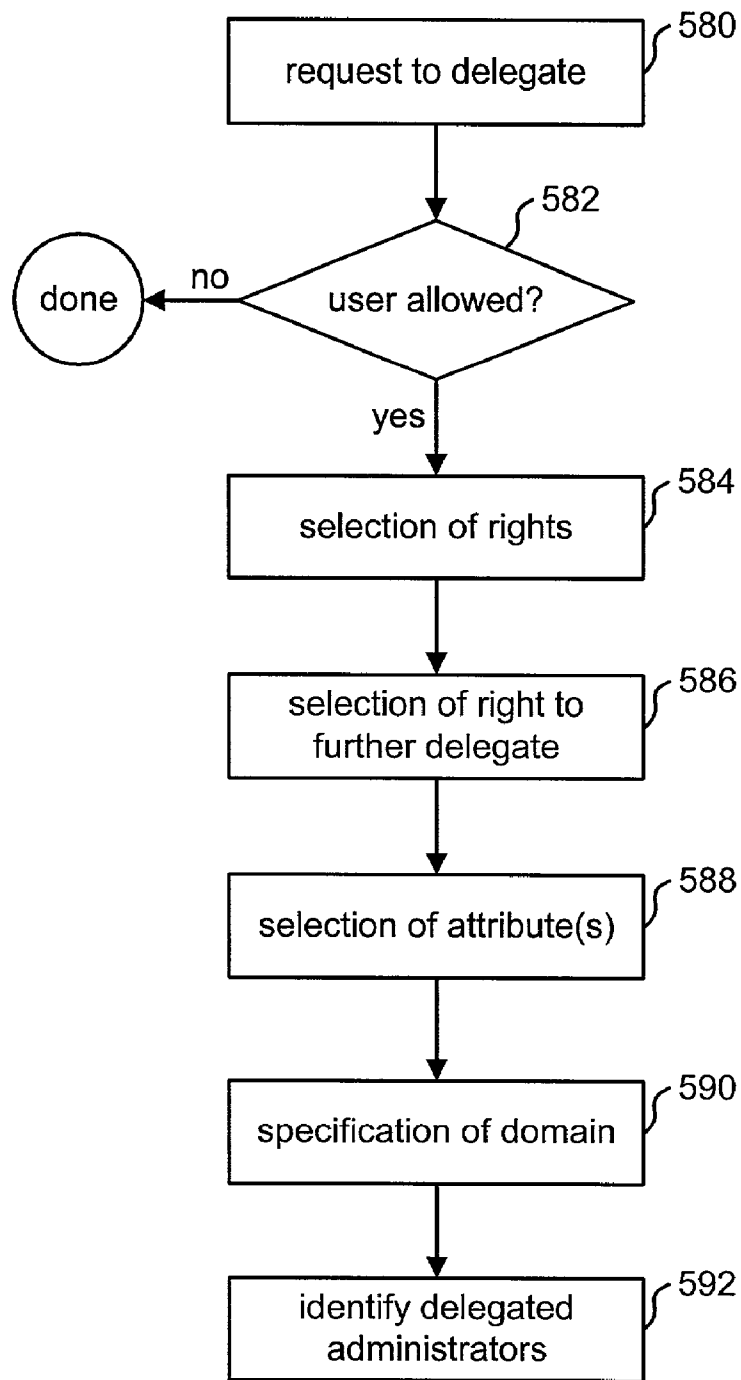 580
request to delegate
582
done
no
user allowed?
yes
584
selection of rights
586
selection of right to
further delegate
588
selection of attribute(s)
590
specification of domain
592
identify delegated
administrators